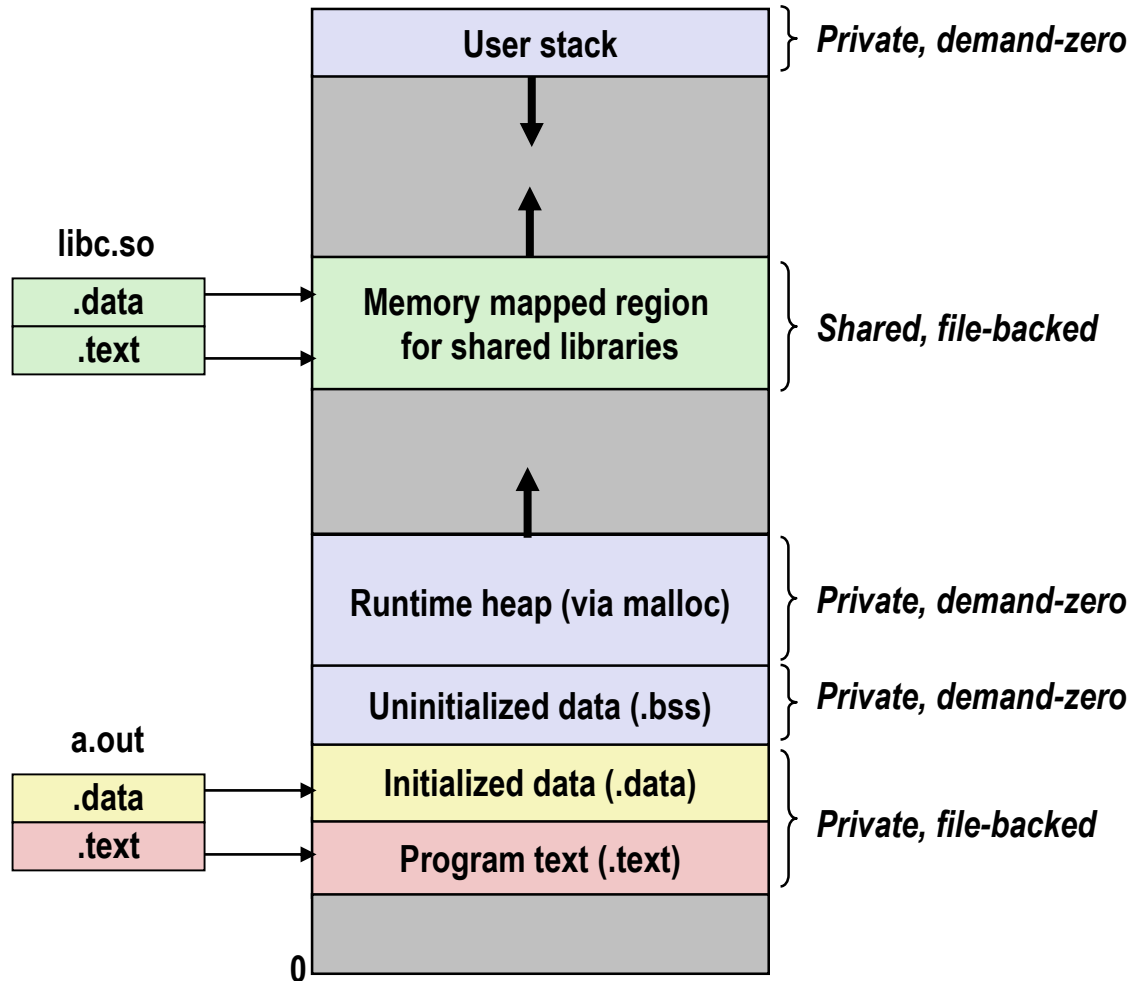 User stack
Private, demand-zero
libc.so
.data
.text
Memory mapped region
for shared libraries
Shared, file-backed
Runtime heap (via malloc)
Private, demand-zero
Uninitialized data (.bss)
Private, demand-zero
a.out
.data
.text
Initialized data (.data)
Program text (.text)
Private, file-backed
0